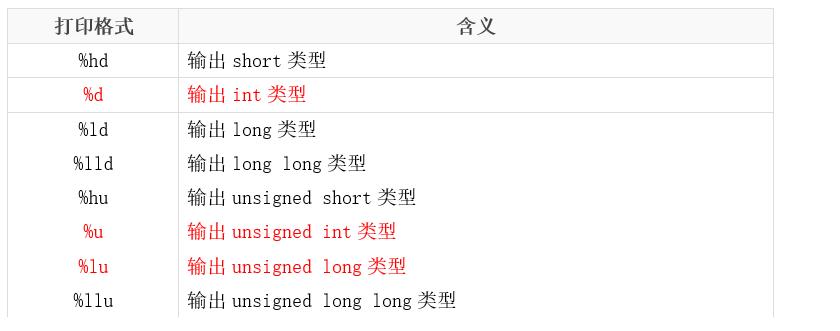 打印格式 含义
%hd 输出 short 类型
%d 输出 int 类型
%ld 输出 long 类型
%lld 输出 long long 类型
%hu 输出 unsigned short 类型
%u 输出 unsigned int 类型
%lu 输出 unsigned long 类型
%llu 输出 unsigned long long 类型